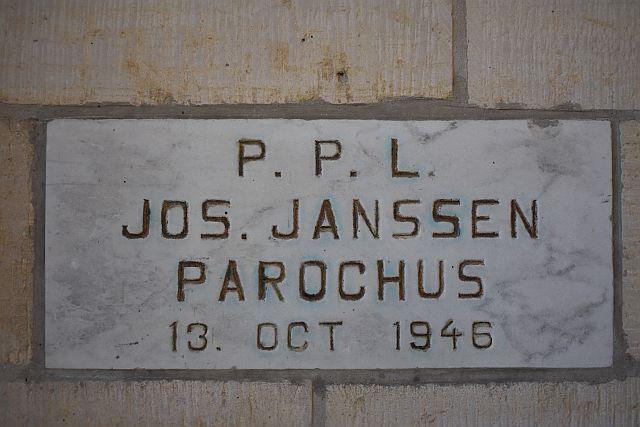 P. P. L.
JOS. JANSSEN
PAROCHUS
13. OCT 1946